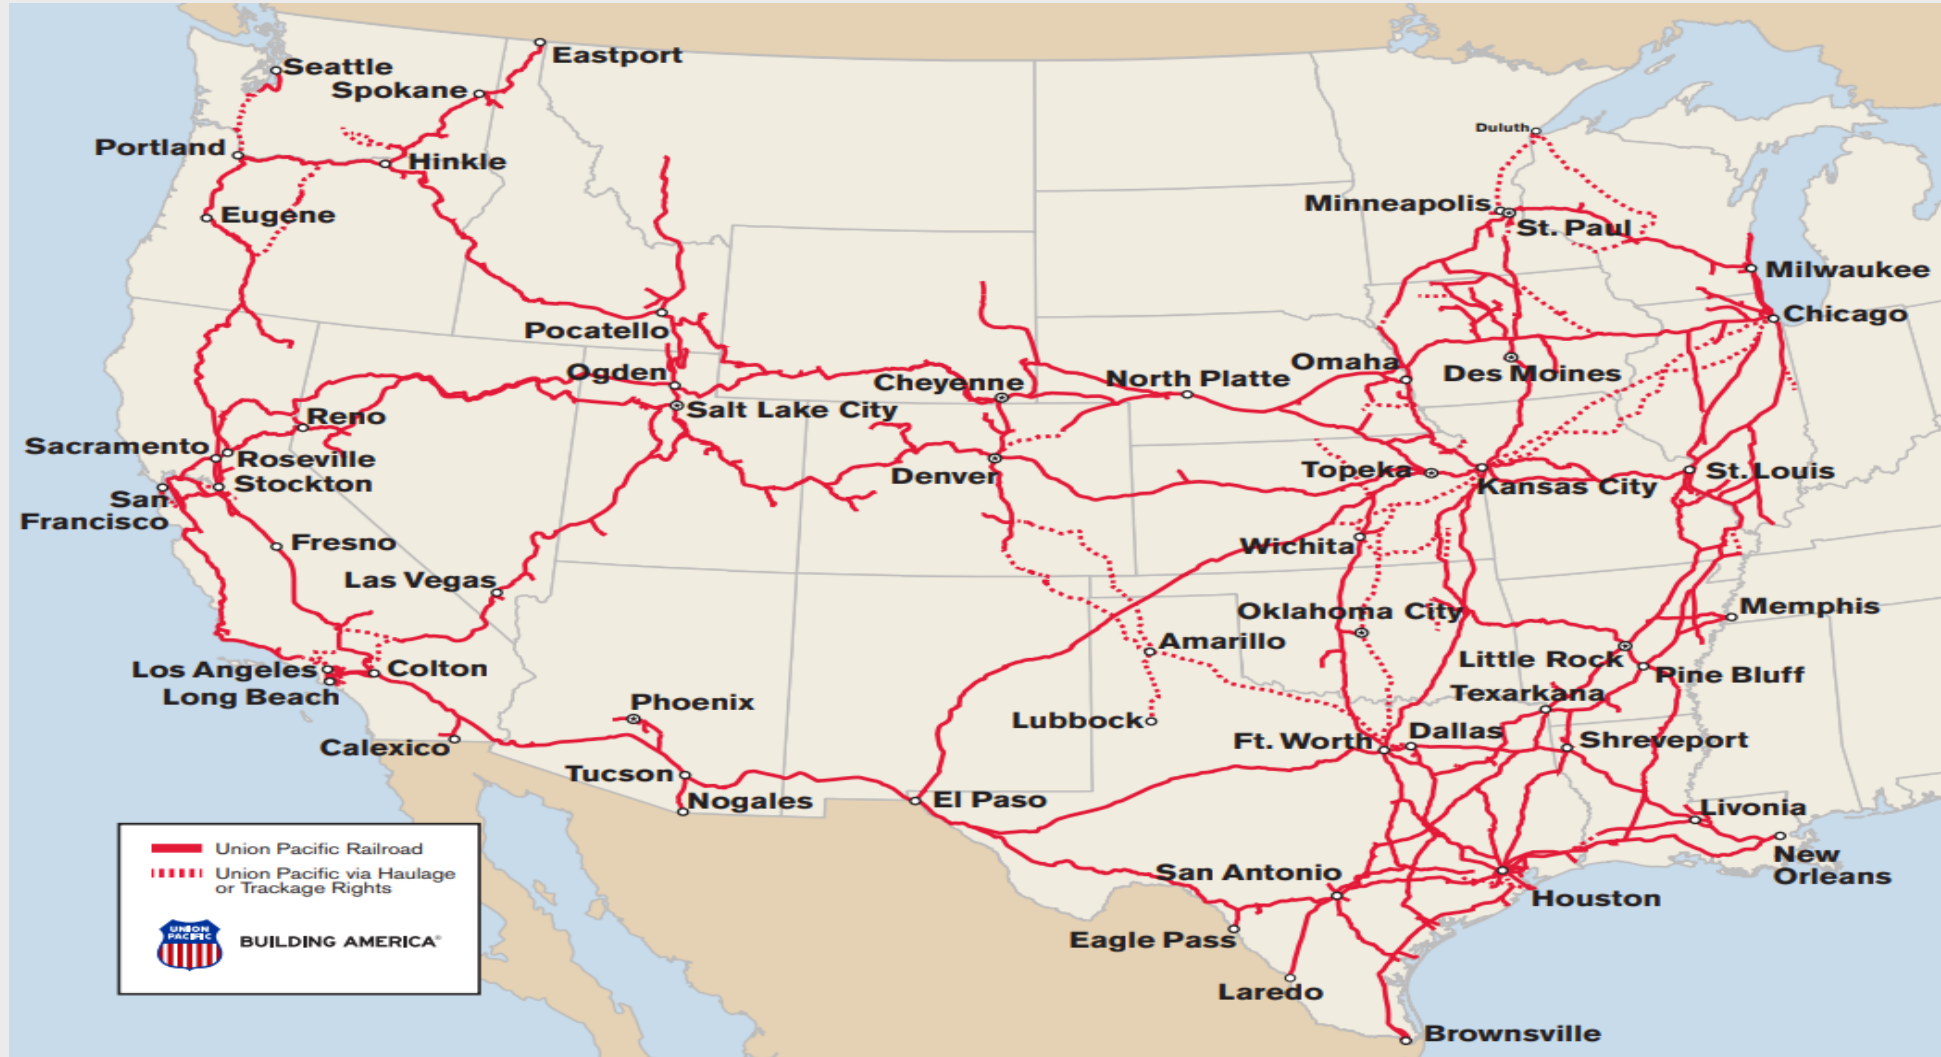 Eastport
Seattle
Spokane
Duluth
Portland
Hinkle
Minneapolis
Eugene
St. Paul
Milwaukee
Chicago
Pocatello
Omaha
Ogden
Des Moines
Cheyenne
North Platte
Salt Lake City
Reno
Sacramento
Roseville
Topeka
St. Louis
Denver
Stockton
Kansas City
San
Francisco
Fresno
Wichita
Las Vegas
Memphis
Oklahoma City
Amarillo
Little Rock
Los Angeles
Colton
Pine Bluff
Long Beach
Texarkana
Phoenix
Lubbock
Dallas
Ft. Worth
Shreveport
Calexico
Tucson
Nogales
El Paso
Livonia
New
Orleans
San Antonio
Houston
Eagle Pass
Laredo
Brownsville
Union Pacific Railroad
Union Pacific via Haulage
or Trackage Rights
UNION
PACIFIC
BUILDING AMERICA®